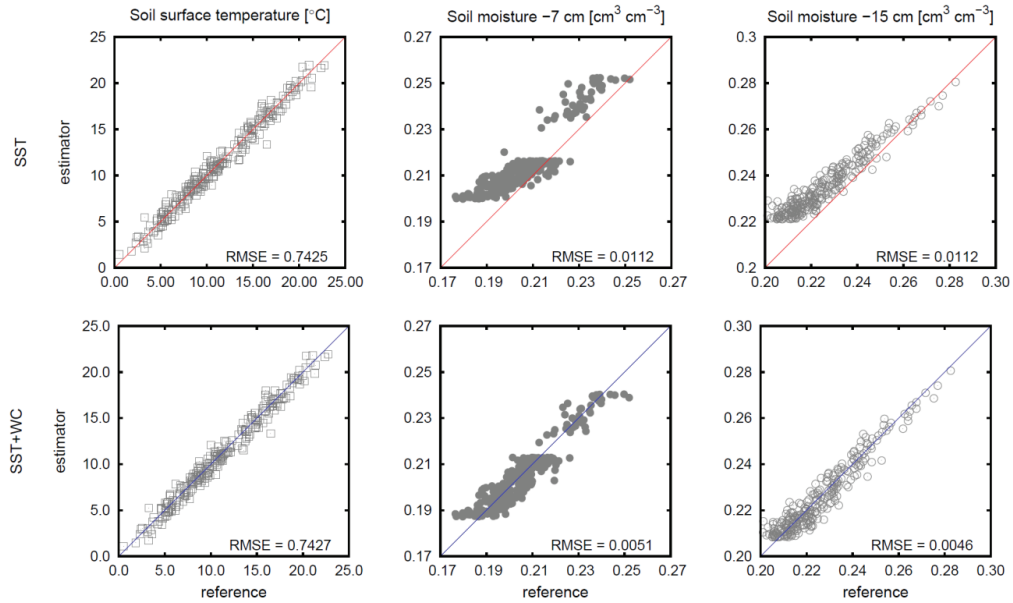 Soil surface temperature [°C]
Soil moisture −7 cm [cm³ cm⁻³]
Soil moisture −15 cm [cm³ cm⁻³]
SST
estimator
25
20
15
10
5
0
0.00 5.00 10.00 15.00 20.00 25.00
RMSE = 0.7425
0.27
0.25
0.23
0.21
0.19
0.17
0.17 0.19 0.21 0.23 0.25 0.27
RMSE = 0.0112
0.3
0.28
0.26
0.24
0.22
0.2
0.20 0.22 0.24 0.26 0.28 0.30
RMSE = 0.0112
SST+WC
estimator
25.0
20.0
15.0
10.0
5.0
0.0
0.0 5.0 10.0 15.0 20.0 25.0
RMSE = 0.7427
reference
0.27
0.25
0.23
0.21
0.19
0.17
0.17 0.19 0.21 0.23 0.25 0.27
RMSE = 0.0051
reference
0.30
0.28
0.26
0.24
0.22
0.20
0.20 0.22 0.24 0.26 0.28 0.30
RMSE = 0.0046
reference